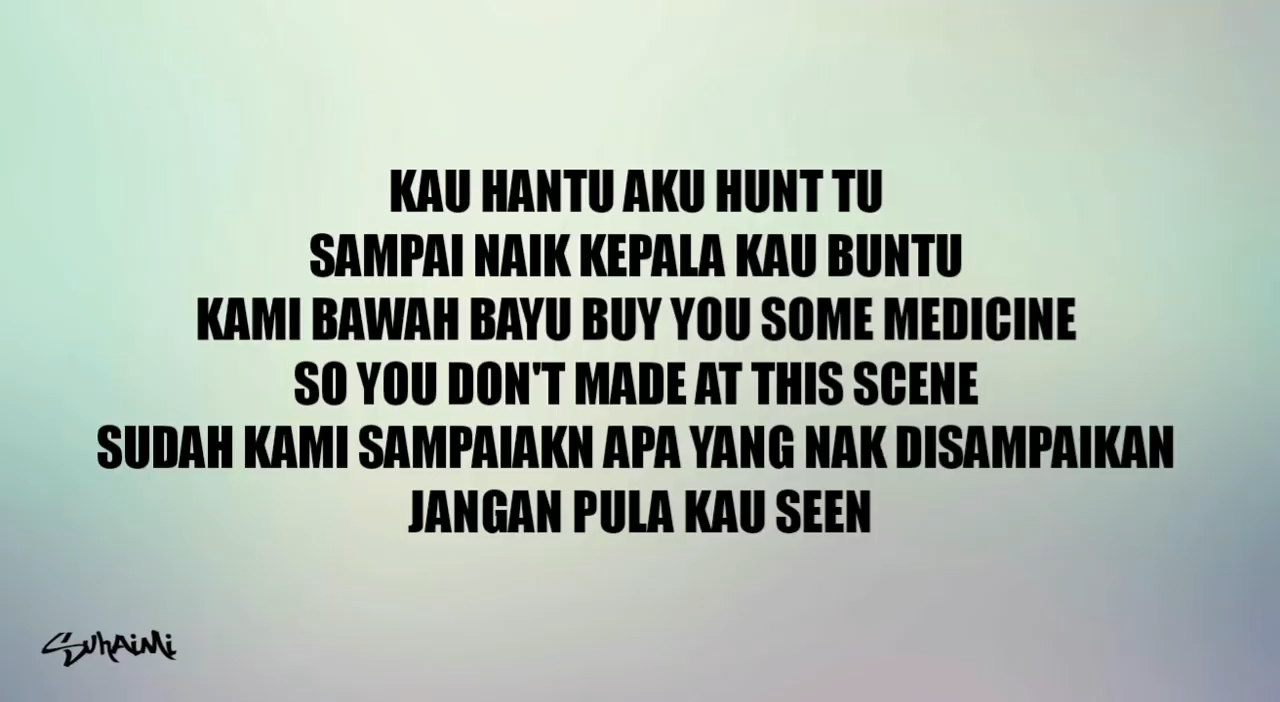 KAU HANTU AKU HUNT TU
SAMPAI NAIK KEPALA KAU BUNTU
KAMI BAWAH BAYU BUY YOU SOME MEDICINE
SO YOU DON'T MADE AT THIS SCENE
SUDAH KAMI SAMPAIAKN APA YANG NAK DISAMPAIKAN
JANGAN PULA KAU SEEN
SUhAiMi